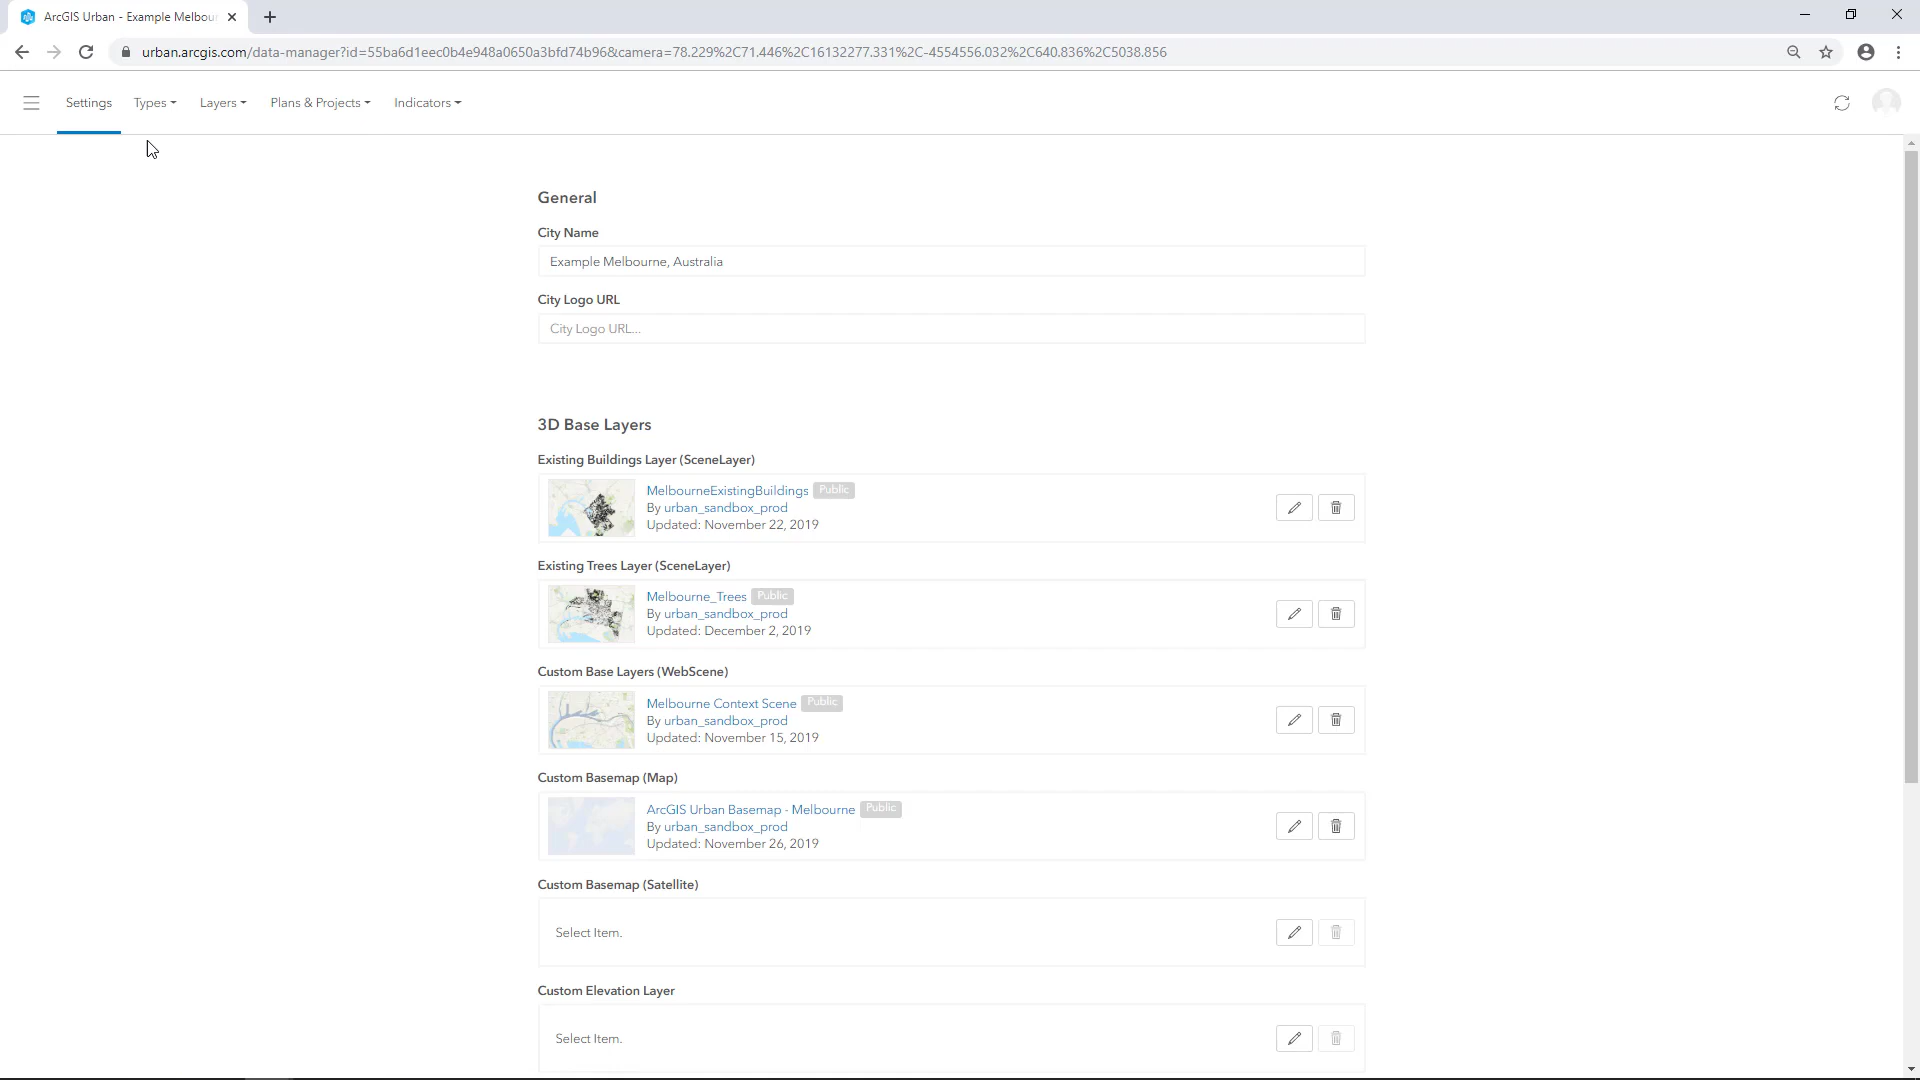 ArcGIS Urban - Example Melbou
urban.arcgis.com/data-manager?id=55ba6d1eec0b4e948a0650a3bfd74b96&camera=78.229%2C71.446%2C16132277.331%2C-4554556.032%2C640.836%2C5038.856
Settings Types Layers Plans & Projects Indicators
General
City Name
Example Melbourne, Australia
City Logo URL
City Logo URL...
3D Base Layers
Existing Buildings Layer (SceneLayer)
MelbourneExistingBuildings Public
By urban_sandbox_prod
Updated: November 22, 2019
Existing Trees Layer (SceneLayer)
Melbourne_Trees Public
By urban_sandbox_prod
Updated: December 2, 2019
Custom Base Layers (WebScene)
Melbourne Context Scene Public
By urban_sandbox_prod
Updated: November 15, 2019
Custom Basemap (Map)
ArcGIS Urban Basemap - Melbourne Public
By urban_sandbox_prod
Updated: November 26, 2019
Custom Basemap (Satellite)
Select Item.
Custom Elevation Layer
Select Item.